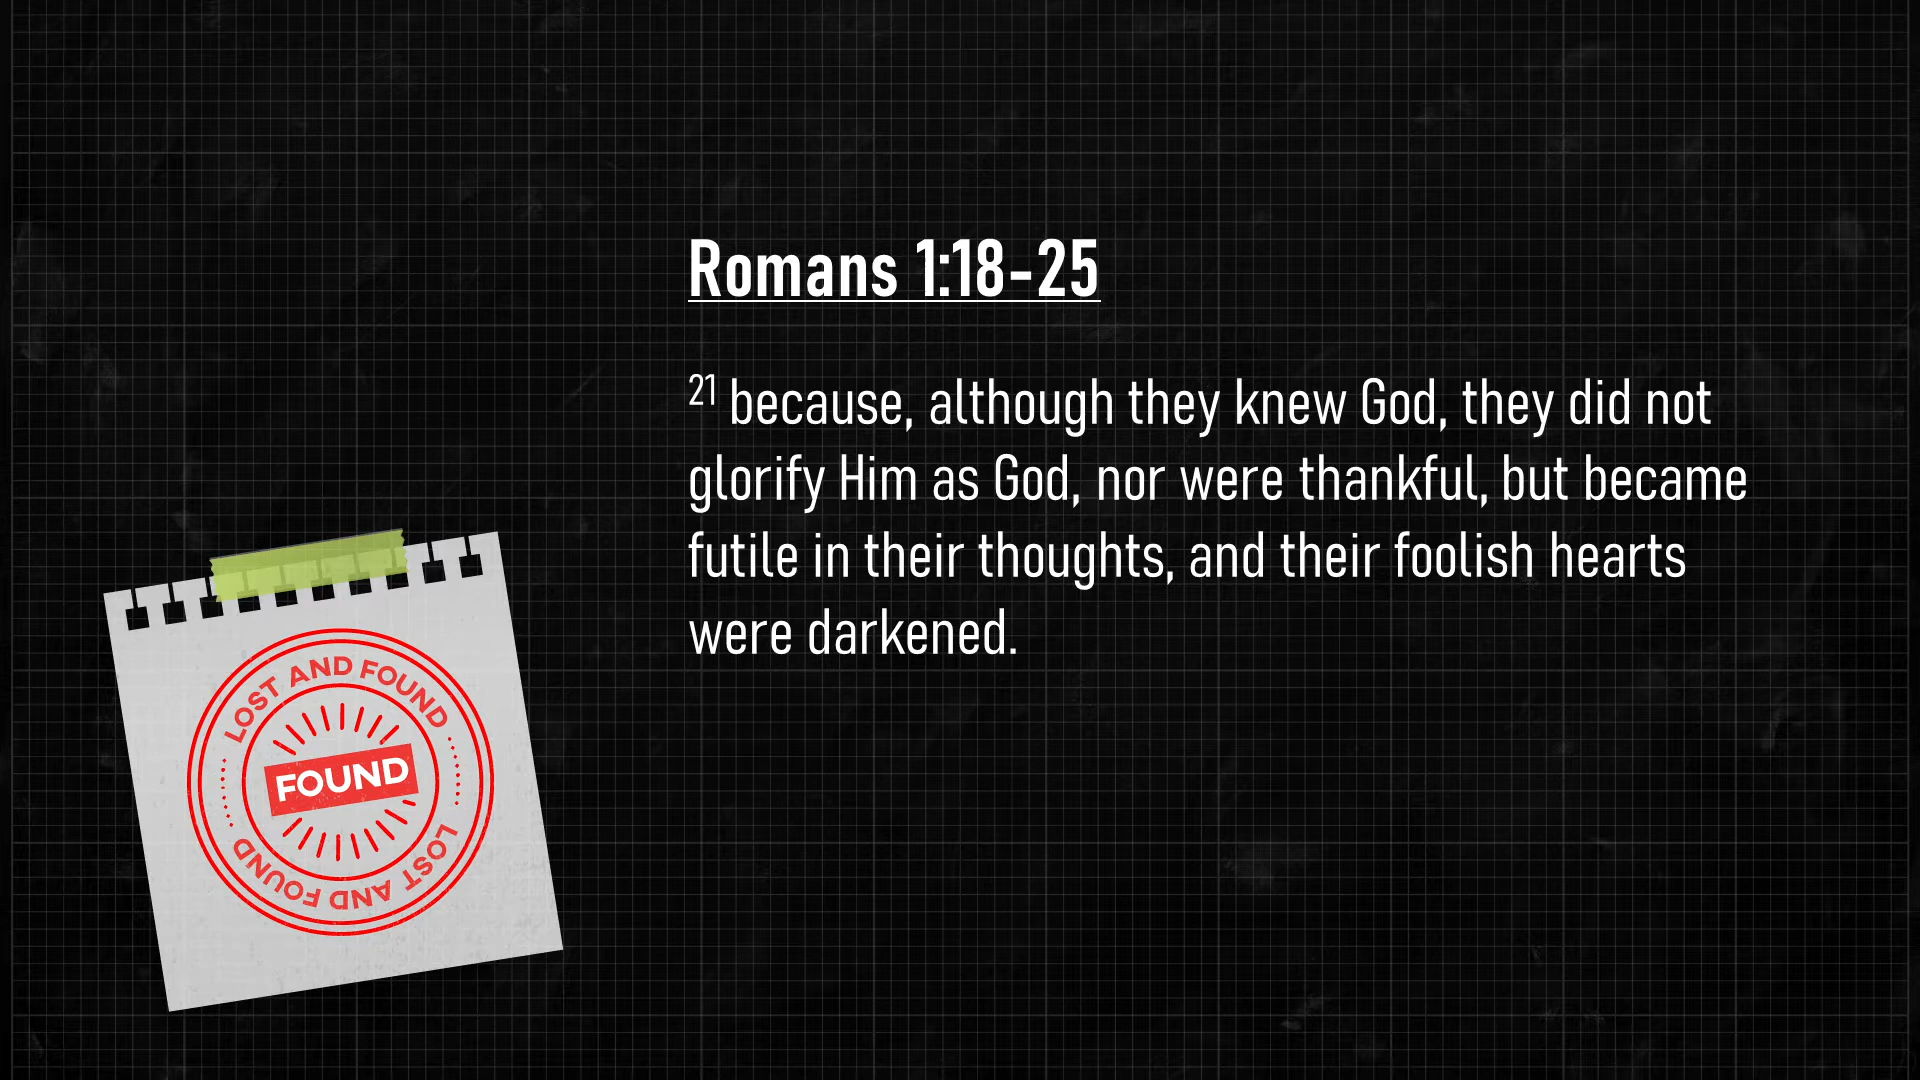 Romans 1:18-25
21 because, although they knew God, they did not
glorify Him as God, nor were thankful, but became
futile in their thoughts, and their foolish hearts
were darkened.
LOST AND FOUND
FOUND
LOST AND FOUND